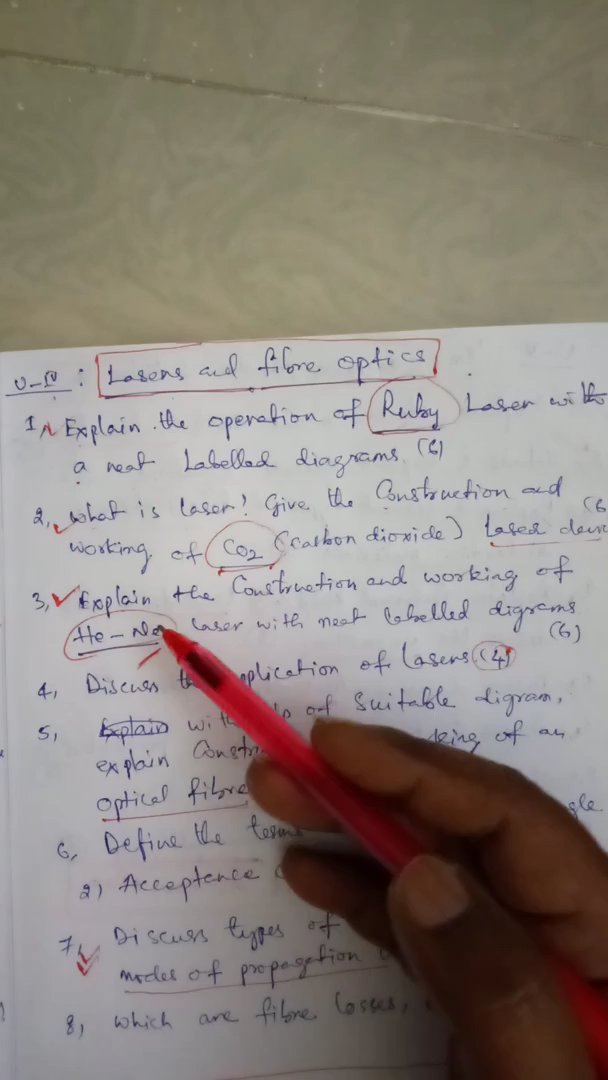 U-IV : Lasers and fibre optics
1, Explain the operation of Ruby Laser with
a neat Labelled diagrams. (6)
2, what is laser! Give the Construction and
working of CO2 (carbon dioxide) Laser (6
3, Explain the Construction and working of
He-Ne laser with neat labelled digrams
(6)
4, Discuss application of lasers (4)
5, Explain with of Suitable digram,
explain of an
optical fibre
6, Define the terms
2) Acceptance
7, Discuss types of
modes of propagation
8, which are fibre losses,